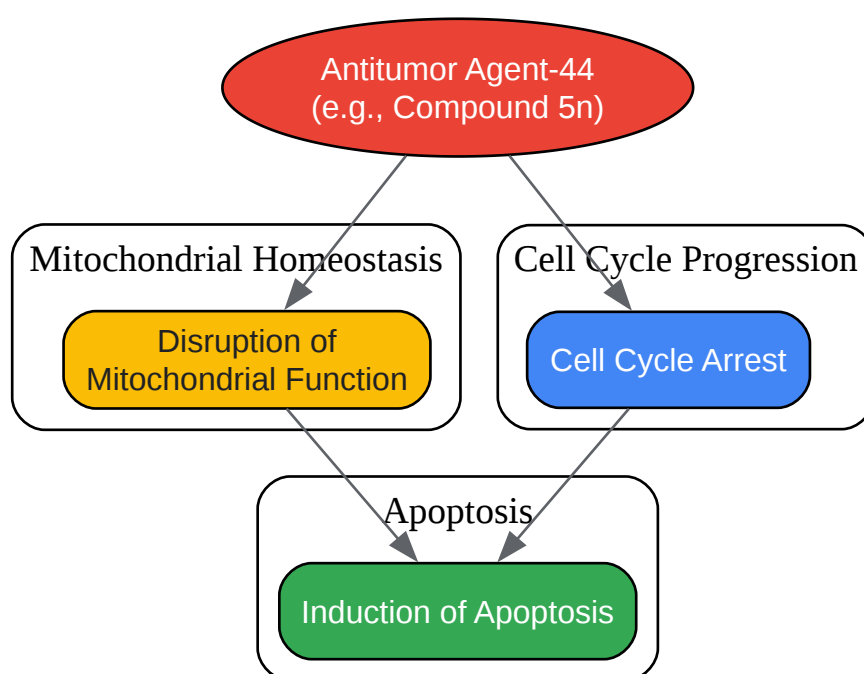 Antitumor Agent-44
(e.g., Compound 5n)
Mitochondrial Homeostasis
Disruption of
Mitochondrial Function
Cell Cycle Progression
Cell Cycle Arrest
Apoptosis
Induction of Apoptosis